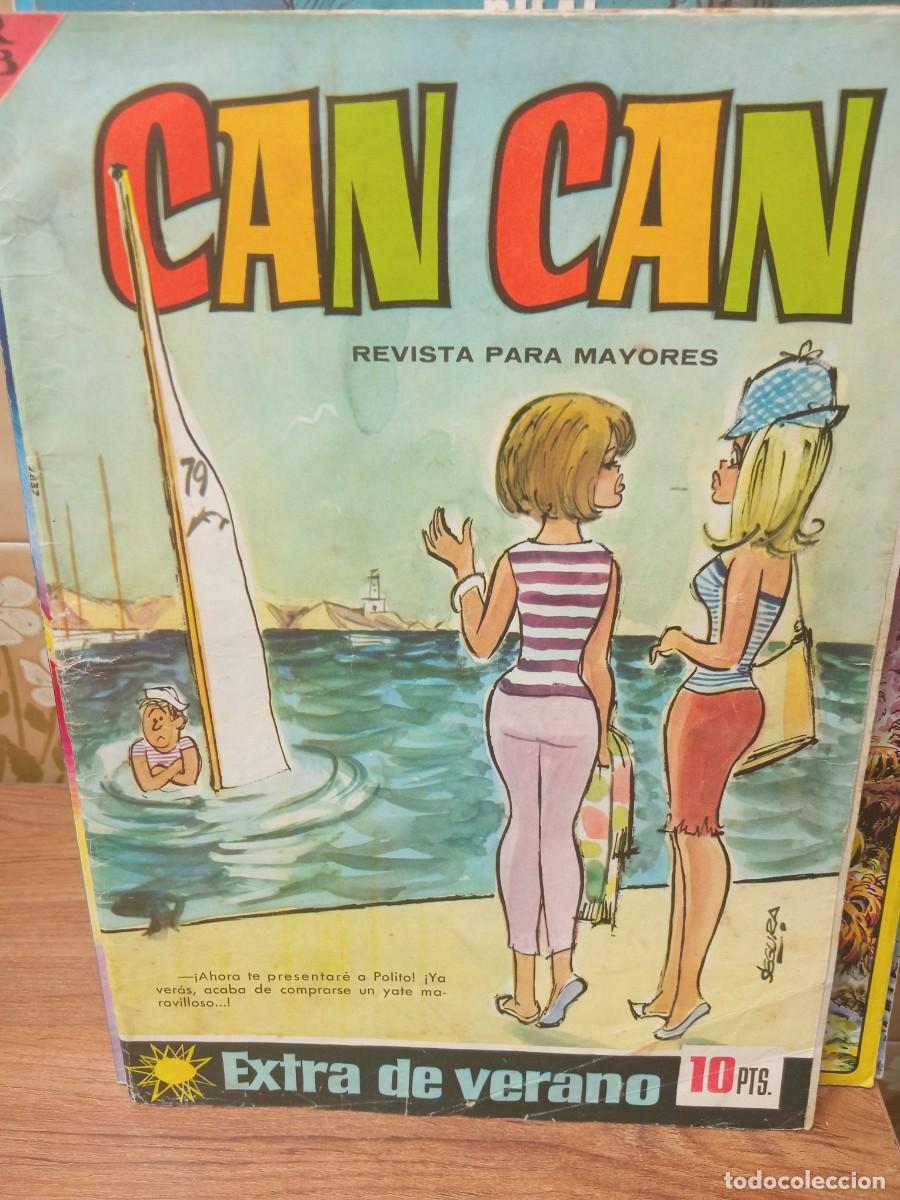 CAN CAN
REVISTA PARA MAYORES
79
—¡Ahora te presentaré a Polito! ¡Ya
verás, acaba de comprarse un yate ma-
ravilloso...!
SEGURA
Extra de verano
10 PTS.
todocoleccion